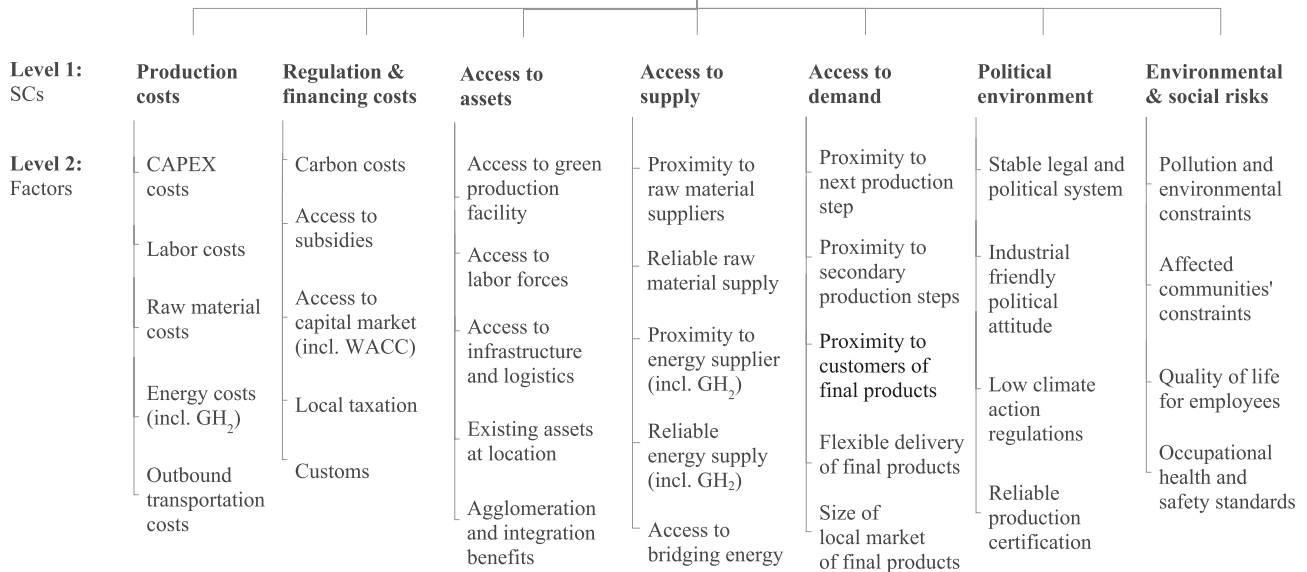 Level 1:
SCs
Production
costs
Regulation &
financing costs
Access to
assets
Access to
supply
Access to
demand
Political
environment
Environmental
& social risks
Level 2:
Factors
CAPEX
costs
Labor costs
Raw material
costs
Energy costs
(incl. GH₂)
Outbound
transportation
costs
Carbon costs
Access to
subsidies
Access to
capital market
(incl. WACC)
Local taxation
Customs
Access to green
production
facility
Access to
labor forces
Access to
infrastructure
and logistics
Existing assets
at location
Agglomeration
and integration
benefits
Proximity to
raw material
suppliers
Reliable raw
material supply
Proximity to
energy supplier
(incl. GH₂)
Reliable
energy supply
(incl. GH₂)
Access to
bridging energy
Proximity to
next production
step
Proximity to
secondary
production steps
Proximity to
customers of
final products
Flexible delivery
of final products
Size of
local market
of final products
Stable legal and
political system
Industrial
friendly
political
attitude
Low climate
action
regulations
Reliable
production
certification
Pollution and
environmental
constraints
Affected
communities'
constraints
Quality of life
for employees
Occupational
health and
safety standards